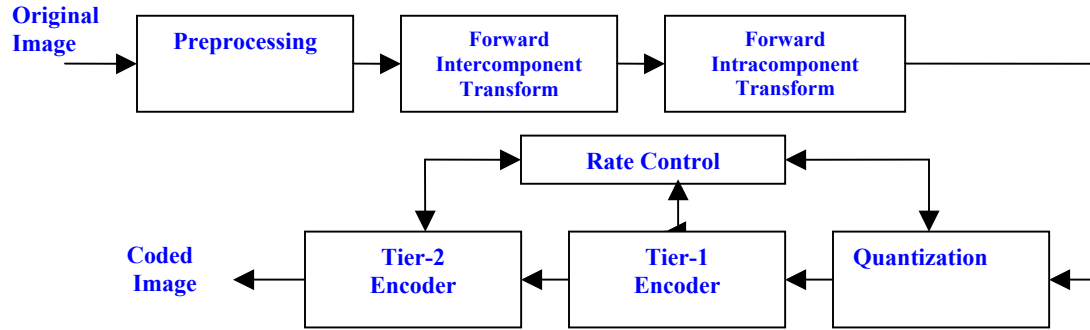 Original
Image
Preprocessing
Forward
Intercomponent
Transform
Forward
Intracomponent
Transform
Rate Control
Coded
Image
Tier-2
Encoder
Tier-1
Encoder
Quantization